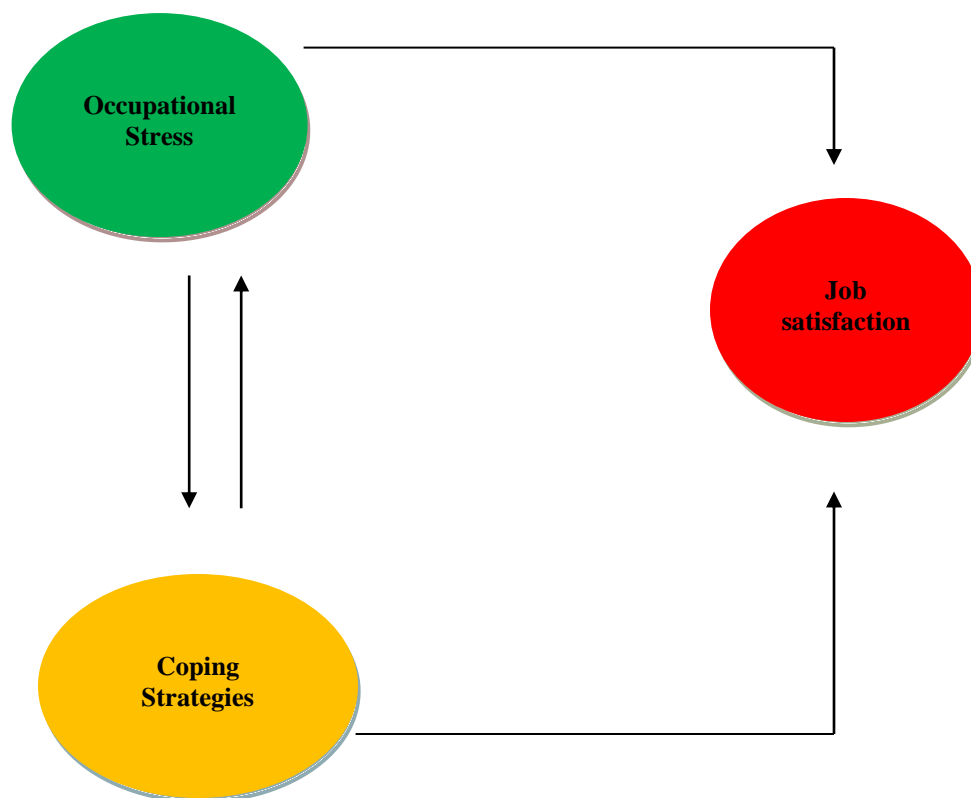 Occupational
Stress
Job
satisfaction
Coping
Strategies